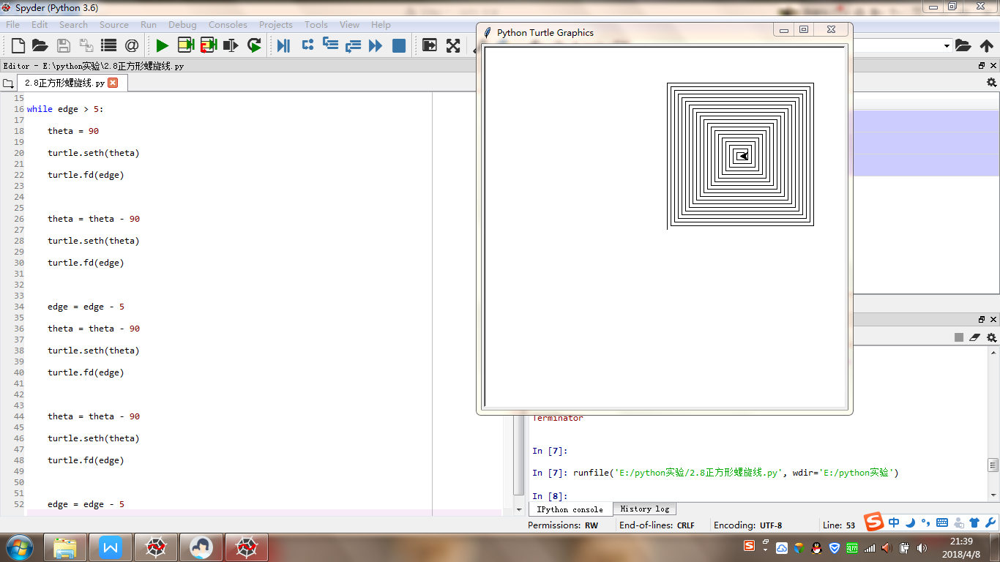 Spyder (Python 3.6)
File Edit Search Source Run Debug Consoles Projects Tools View Help
Python Turtle Graphics
Editor - E:\python实验\2.8正方形螺旋线.py
2.8正方形螺旋线.py
15
16 while edge > 5:
17
18 theta = 90
19
20 turtle.seth(theta)
21
22 turtle.fd(edge)
23
24
25
26 theta = theta - 90
27
28 turtle.seth(theta)
29
30 turtle.fd(edge)
31
32
33
34 edge = edge - 5
35
36 theta = theta - 90
37
38 turtle.seth(theta)
39
40 turtle.fd(edge)
41
42
43
44 theta = theta - 90
45
46 turtle.seth(theta)
47
48 turtle.fd(edge)
49
50
51
52 edge = edge - 5
Terminator
In [7]:
In [7]: runfile('E:/python实验/2.8正方形螺旋线.py', wdir='E:/python实验')
In [8]:
IPython console History log
Permissions: RW End-of-lines: CRLF Encoding: UTF-8 Line: 53
中
21:39
2018/4/8